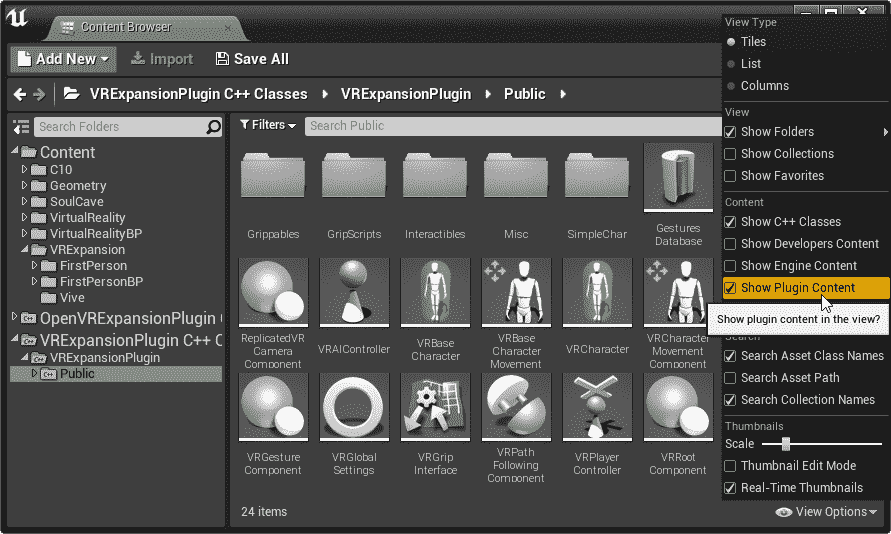 Content Browser
Add New
Import
Save All
VRExpansionPlugin C++ Classes
VRExpansionPlugin
Public
Search Folders
Content
C10
Geometry
SoulCave
VirtualReality
VirtualRealityBP
VRExpansion
FirstPerson
FirstPersonBP
Vive
OpenVRExpansionPlugin
VRExpansionPlugin C++ C
VRExpansionPlugin
C++
Public
Filters
Search Public
Grippables
GripScripts
Interactibles
Misc
SimpleChar
Gestures
Database
ReplicatedVR
Camera
Component
VRAIController
VRBase
Character
VRBase
Character
Movement
VRCharacter
VRCharacter
Movement
Component
VRGesture
Component
VRGlobal
Settings
VRGrip
Interface
VRPath
Following
Component
VRPlayer
Controller
VRRoot
Component
24 items
View Type
Tiles
List
Columns
View
Show Folders
Show Collections
Show Favorites
Content
Show C++ Classes
Show Developers Content
Show Engine Content
Show Plugin Content
Show plugin content in the view?
Search
Search Asset Class Names
Search Asset Path
Search Collection Names
Thumbnails
Scale
Thumbnail Edit Mode
Real-Time Thumbnails
View Options